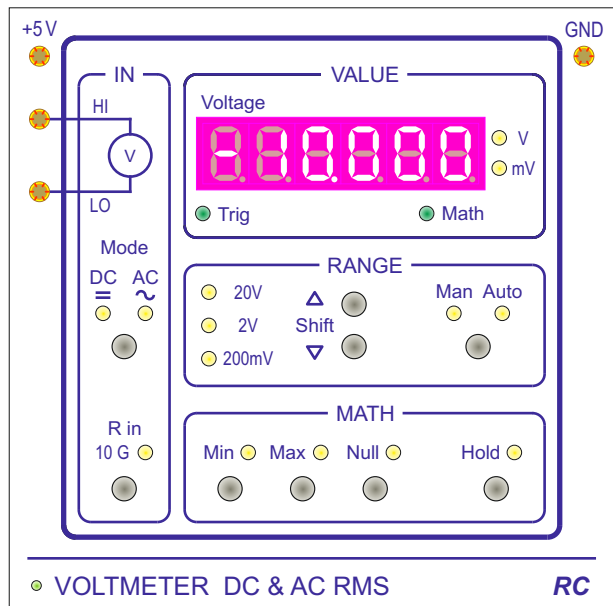 +5 V GND
IN
HI
V
LO
Mode
DC AC
R in
10 G
VALUE
Voltage
V
mV
Trig Math
RANGE
20V
2V
200mV
Shift
Man Auto
MATH
Min Max Null Hold
VOLTMETER DC & AC RMS RC